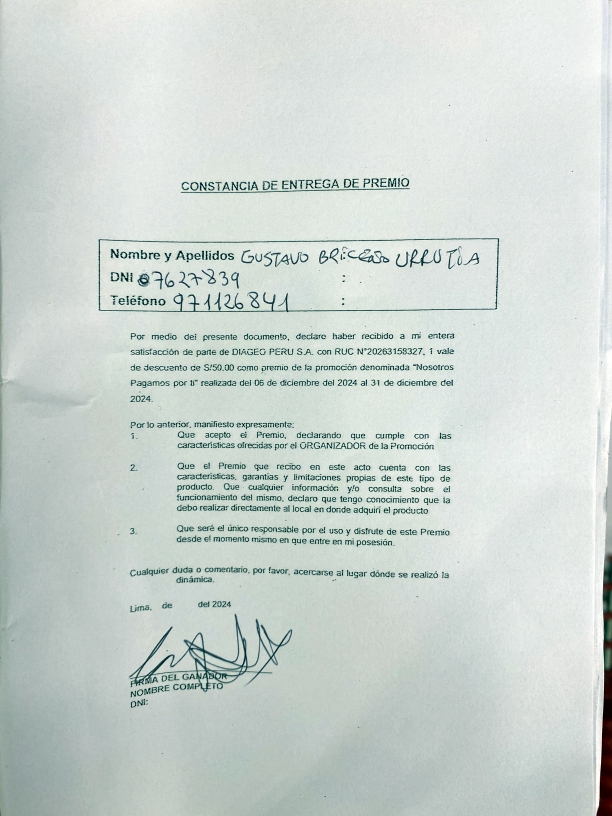 CONSTANCIA DE ENTREGA DE PREMIO
Nombre y Apellidos GUSTAVO BRICEÑO URRUTIA
DNI 07627839 :
Teléfono 971126841 :
Por medio del presente documento, declaro haber recibido a mi entera
satisfacción de parte de DIAGEO PERU S.A. con RUC N°20263158327, 1 vale
de descuento de S/50.00 como premio de la promoción denominada "Nosotros
Pagamos por ti" realizada del 06 de diciembre del 2024 al 31 de diciembre del
2024.
Por lo anterior, manifiesto expresamente:
1. Que acepto el Premio, declarando que cumple con las
características ofrecidas por el ORGANIZADOR de la Promoción
2. Que el Premio que recibo en este acto cuenta con las
características, garantías y limitaciones propias de este tipo de
producto. Que cualquier información y/o consulta sobre el
funcionamiento del mismo, declaro que tengo conocimiento que la
debo realizar directamente al local en donde adquirí el producto
3. Que seré el único responsable por el uso y disfrute de este Premio
desde el momento mismo en que entre en mi posesión.
Cualquier duda o comentario, por favor, acercarse al lugar dónde se realizó la
dinámica.
Lima, de del 2024
FIRMA DEL GANADOR
NOMBRE COMPLETO
DNI: